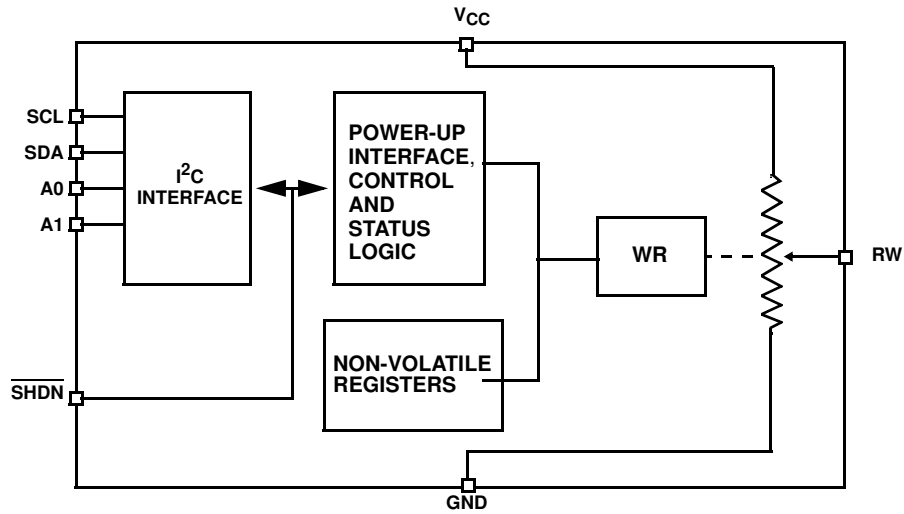 VCC
SCL
SDA
A0
A1
I²C
INTERFACE
POWER-UP
INTERFACE,
CONTROL
AND
STATUS
LOGIC
WR
RW
NON-VOLATILE
REGISTERS
SHDN
GND